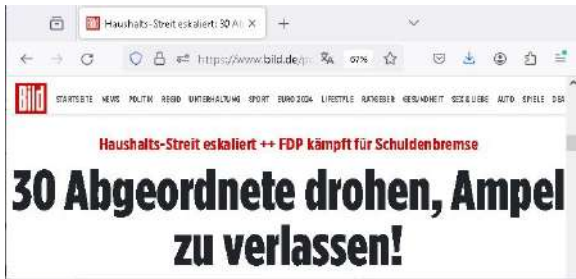 Haushalts-Streit eskaliert: 30 Ab
https://www.bild.de/p 67%
Bild STARTSEITE NEWS POLITIK REGIO UNTERHALTUNG SPORT EURO 2024 LIFESTYLE RATGEBER GESUNDHEIT SEX & LIEBE AUTO SPIELE DEA
Haushalts-Streit eskaliert ++ FDP kämpft für Schuldenbremse
30 Abgeordnete drohen, Ampel
zu verlassen!